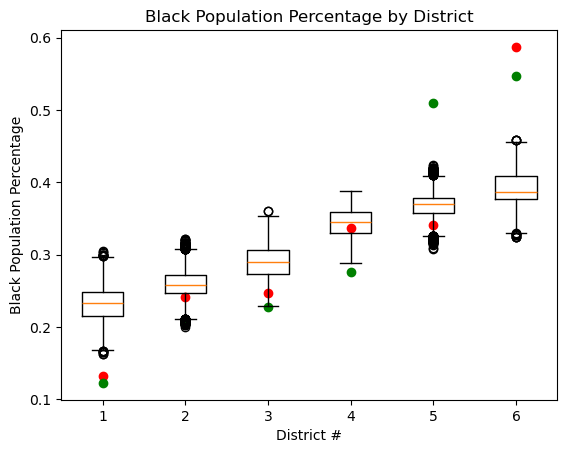 Black Population Percentage by District
0.6
0.5
0.4
0.3
0.2
0.1
Black Population Percentage
1 2 3 4 5 6
District #